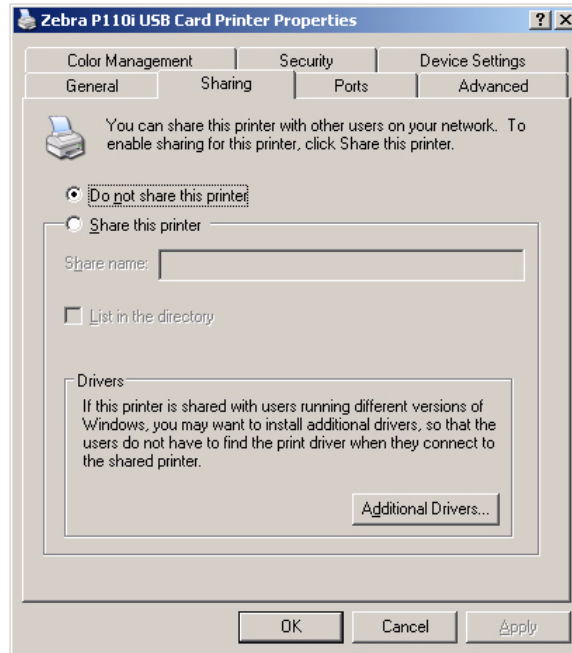 Zebra P110i USB Card Printer Properties
Color Management Security Device Settings
General Sharing Ports Advanced
You can share this printer with other users on your network. To
enable sharing for this printer, click Share this printer.
Do not share this printer
Share this printer
Share name:
List in the directory
Drivers
If this printer is shared with users running different versions of
Windows, you may want to install additional drivers, so that the
users do not have to find the print driver when they connect to
the shared printer.
Additional Drivers...
OK Cancel Apply